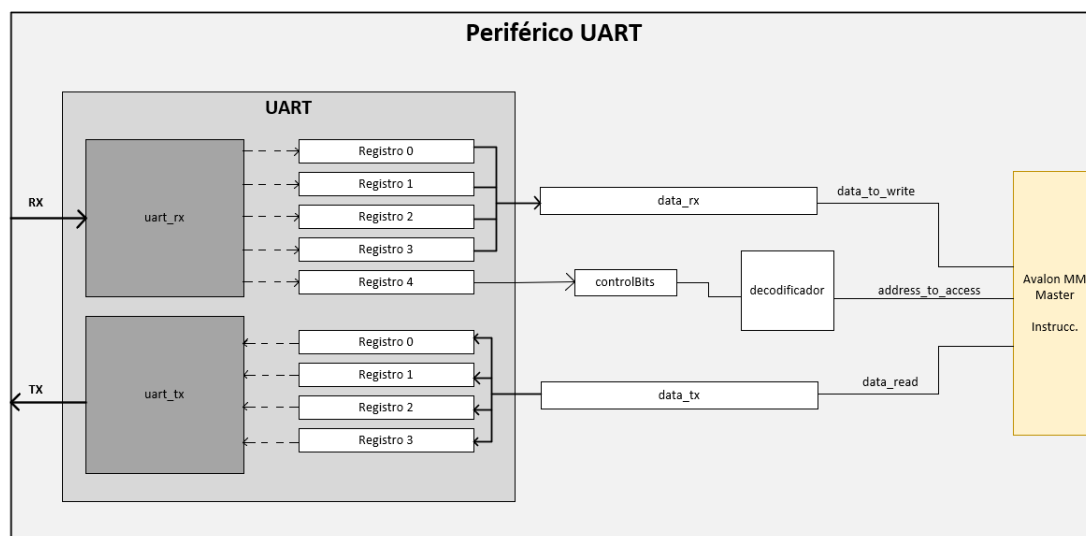 Periférico UART
UART
RX
uart_rx
Registro 0
Registro 1
Registro 2
Registro 3
Registro 4
data_rx
data_to_write
controlBits
decodificador
address_to_access
Avalon MM
Master
Instrucc.
TX
uart_tx
Registro 0
Registro 1
Registro 2
Registro 3
data_tx
data_read